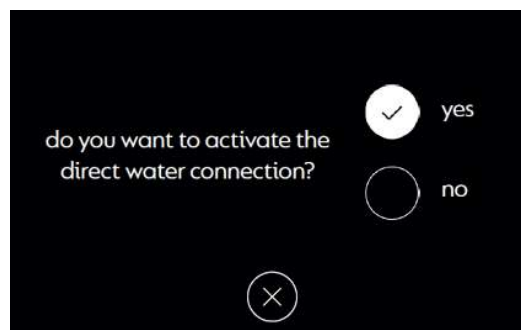 do you want to activate the
direct water connection?
yes
no